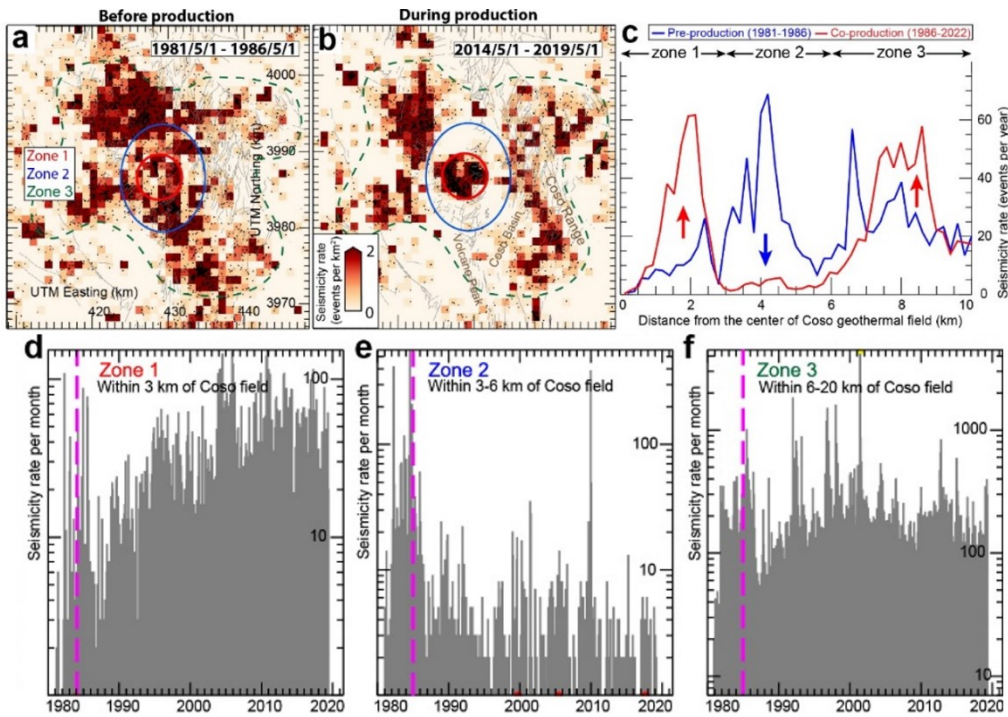 Before production
During production
a
1981/5/1 - 1986/5/1
b
2014/5/1 - 2019/5/1
c
Pre-production (1981-1986)
Co-production (1986-2022)
zone 1
zone 2
zone 3
4000
3990
3980
3970
UTM Northing (km)
Zone 1
Zone 2
Zone 3
UTM Easting (km)
420
430
440
Seismicity rate
(events per km²)
2
0
Volcano Peak
Coso Basin
Coso Range
60
40
20
0
Seismicity rate (events per year)
0
2
4
6
8
10
Distance from the center of Coso geothermal field (km)
d
Zone 1
Within 3 km of Coso field
Seismicity rate per month
100
10
1980
1990
2000
2010
2020
e
Zone 2
Within 3-6 km of Coso field
Seismicity rate per month
100
10
1980
1990
2000
2010
2020
f
Zone 3
Within 6-20 km of Coso field
Seismicity rate per month
1000
100
10
1980
1990
2000
2010
2020